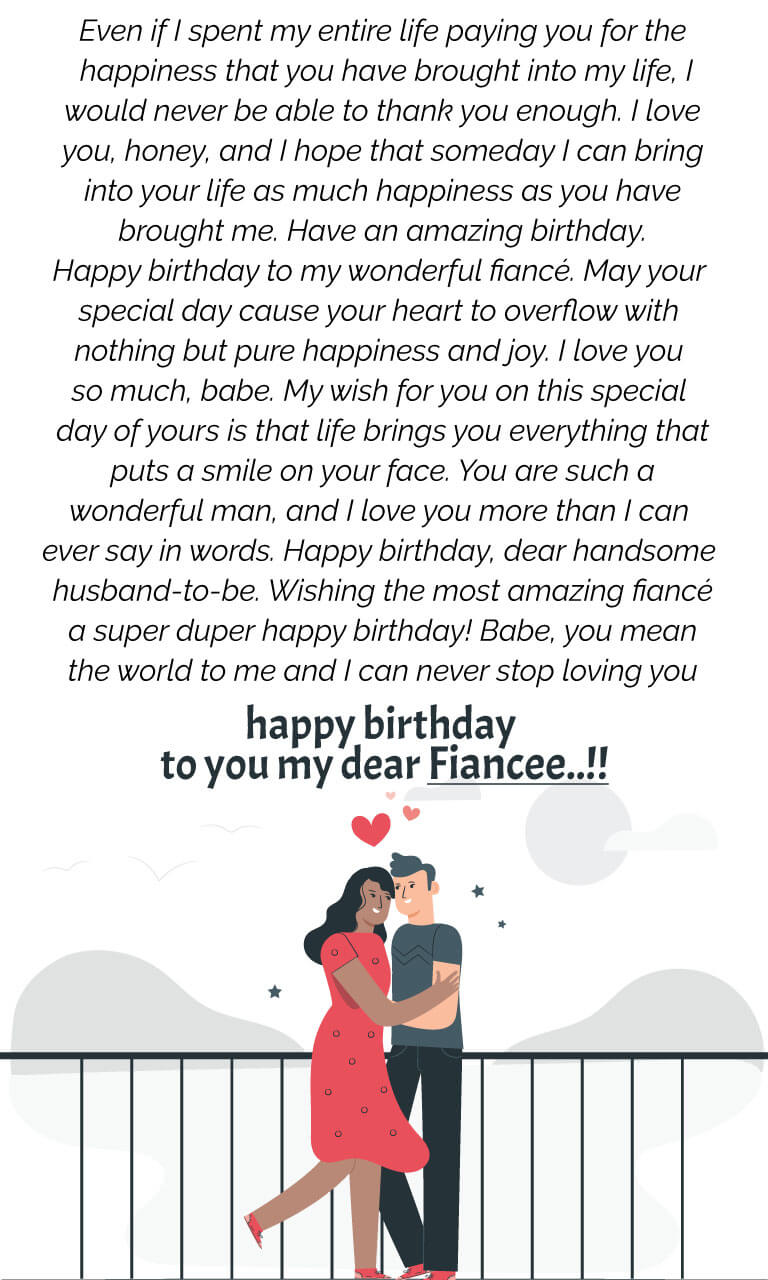 Even if I spent my entire life paying you for the
happiness that you have brought into my life, I
would never be able to thank you enough. I love
you, honey, and I hope that someday I can bring
into your life as much happiness as you have
brought me. Have an amazing birthday.
Happy birthday to my wonderful fiancé. May your
special day cause your heart to overflow with
nothing but pure happiness and joy. I love you
so much, babe. My wish for you on this special
day of yours is that life brings you everything that
puts a smile on your face. You are such a
wonderful man, and I love you more than I can
ever say in words. Happy birthday, dear handsome
husband-to-be. Wishing the most amazing fiancé
a super duper happy birthday! Babe, you mean
the world to me and I can never stop loving you
happy birthday
to you my dear Fiancee..!!